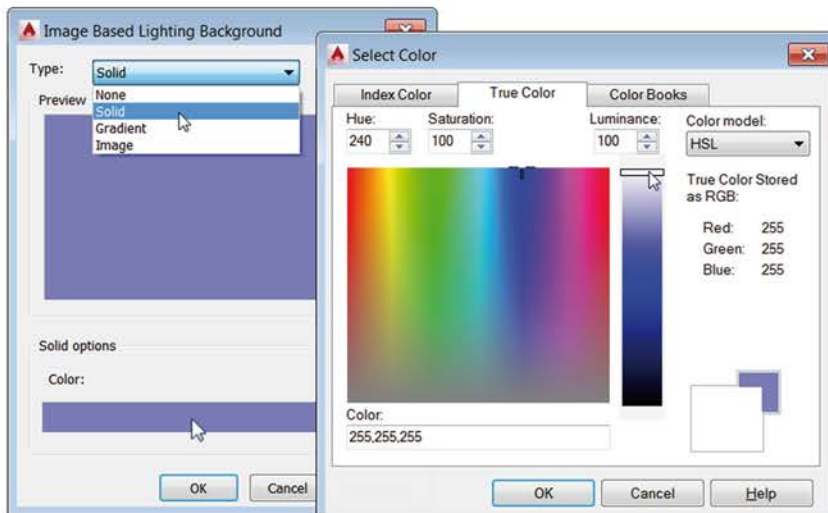 Image Based Lighting Background
Type:
Solid
None
Solid
Gradient
Image
Preview
Solid options
Color:
OK
Cancel
Select Color
Index Color
True Color
Color Books
Hue:
Saturation:
Luminance:
Color model:
240
100
100
HSL
True Color Stored
as RGB:
Red: 255
Green: 255
Blue: 255
Color:
255,255,255
OK
Cancel
Help